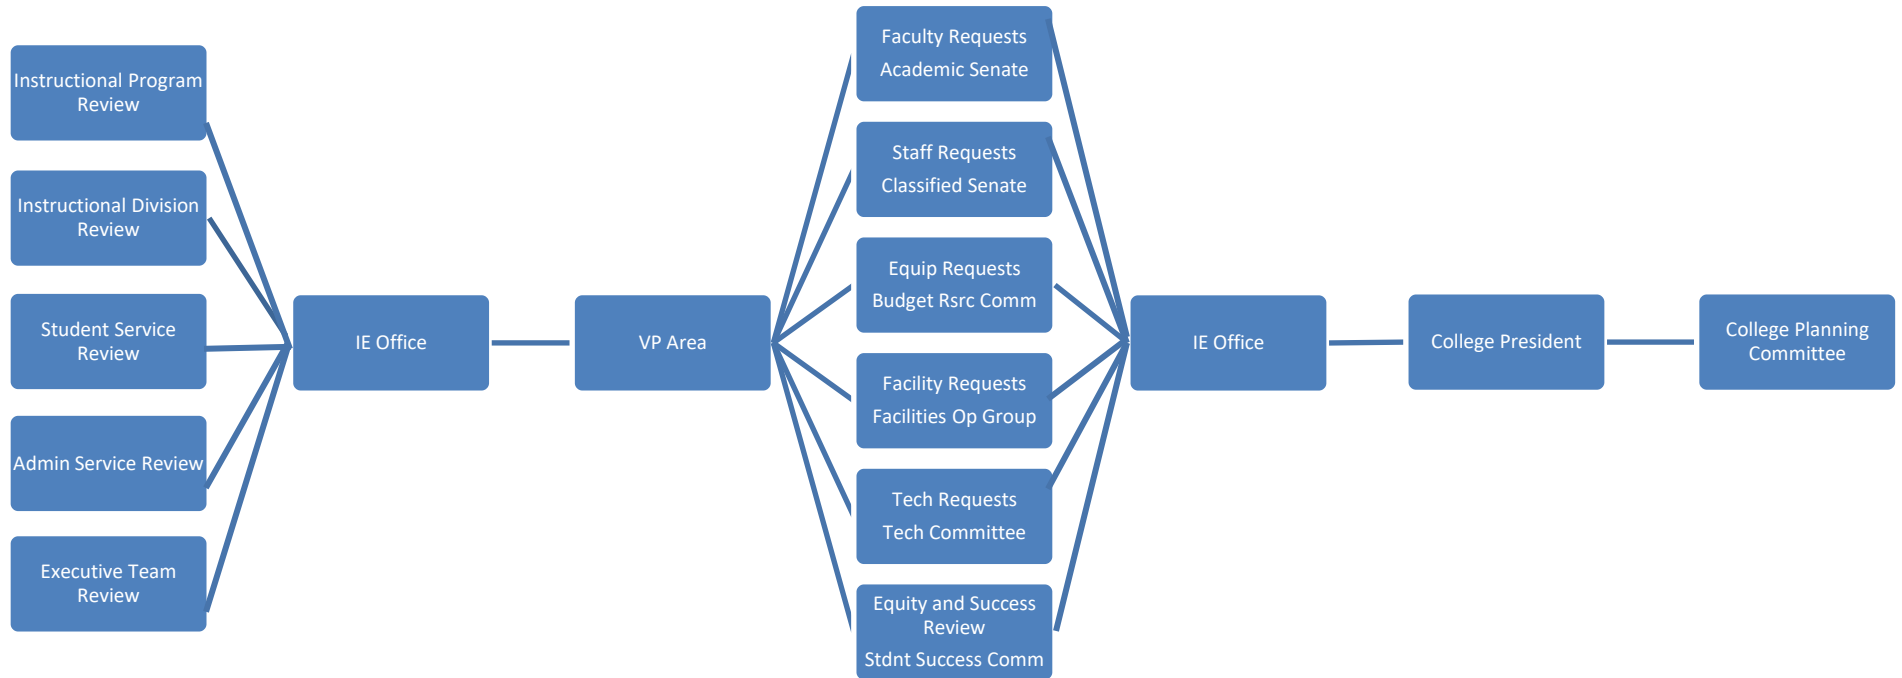 Instructional Program
Review
Instructional Division
Review
Student Service
Review
Admin Service Review
Executive Team
Review
IE Office
VP Area
Faculty Requests
Academic Senate
Staff Requests
Classified Senate
Equip Requests
Budget Rsrc Comm
Facility Requests
Facilities Op Group
Tech Requests
Tech Committee
Equity and Success
Review
Stdnt Success Comm
IE Office
College President
College Planning
Committee